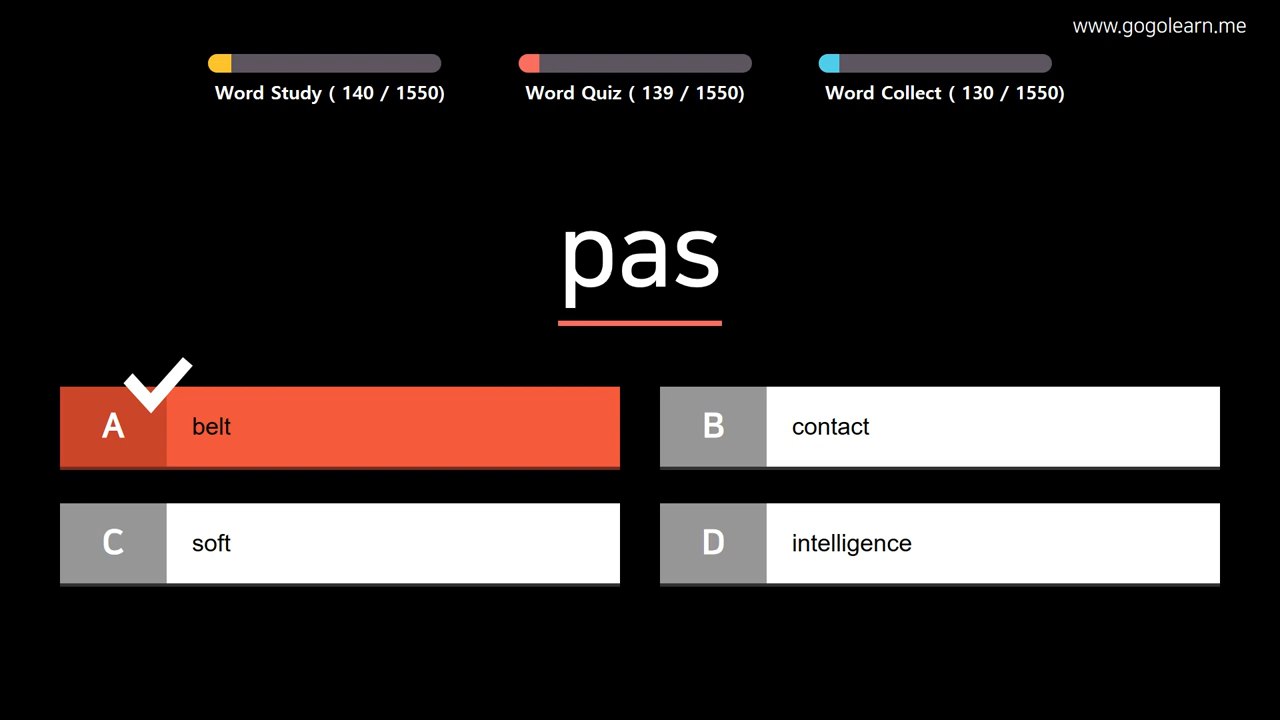 www.gogolearn.me
Word Study ( 140 / 1550)
Word Quiz ( 139 / 1550)
Word Collect ( 130 / 1550)
pas
A belt
B contact
C soft
D intelligence